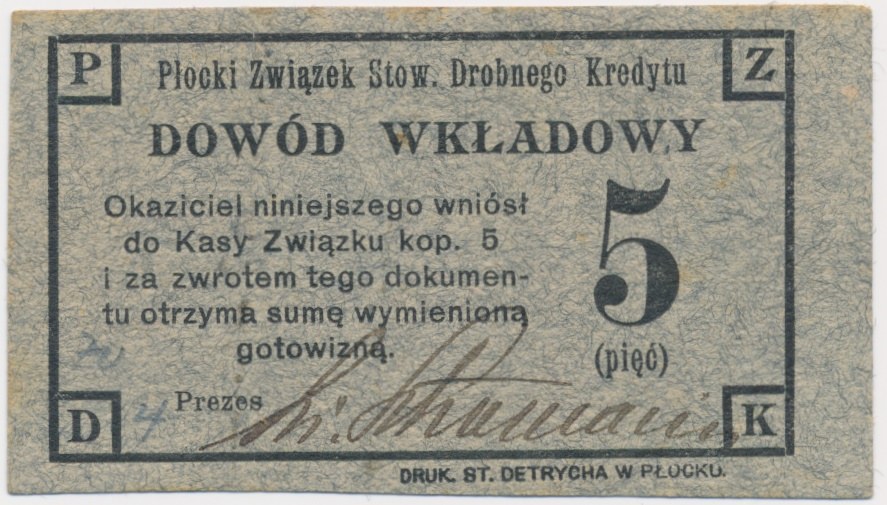 P Z
Płocki Związek Stow. Drobnego Kredytu
DOWÓD WKŁADOWY
Okaziciel niniejszego wniósł
do Kasy Związku kop. 5
i za zwrotem tego dokumen-
tu otrzyma sumę wymienioną
gotowizną.
5
(pięć)
Prezes
D K
DRUK. ST. DETRYCHA W PŁOCKU.